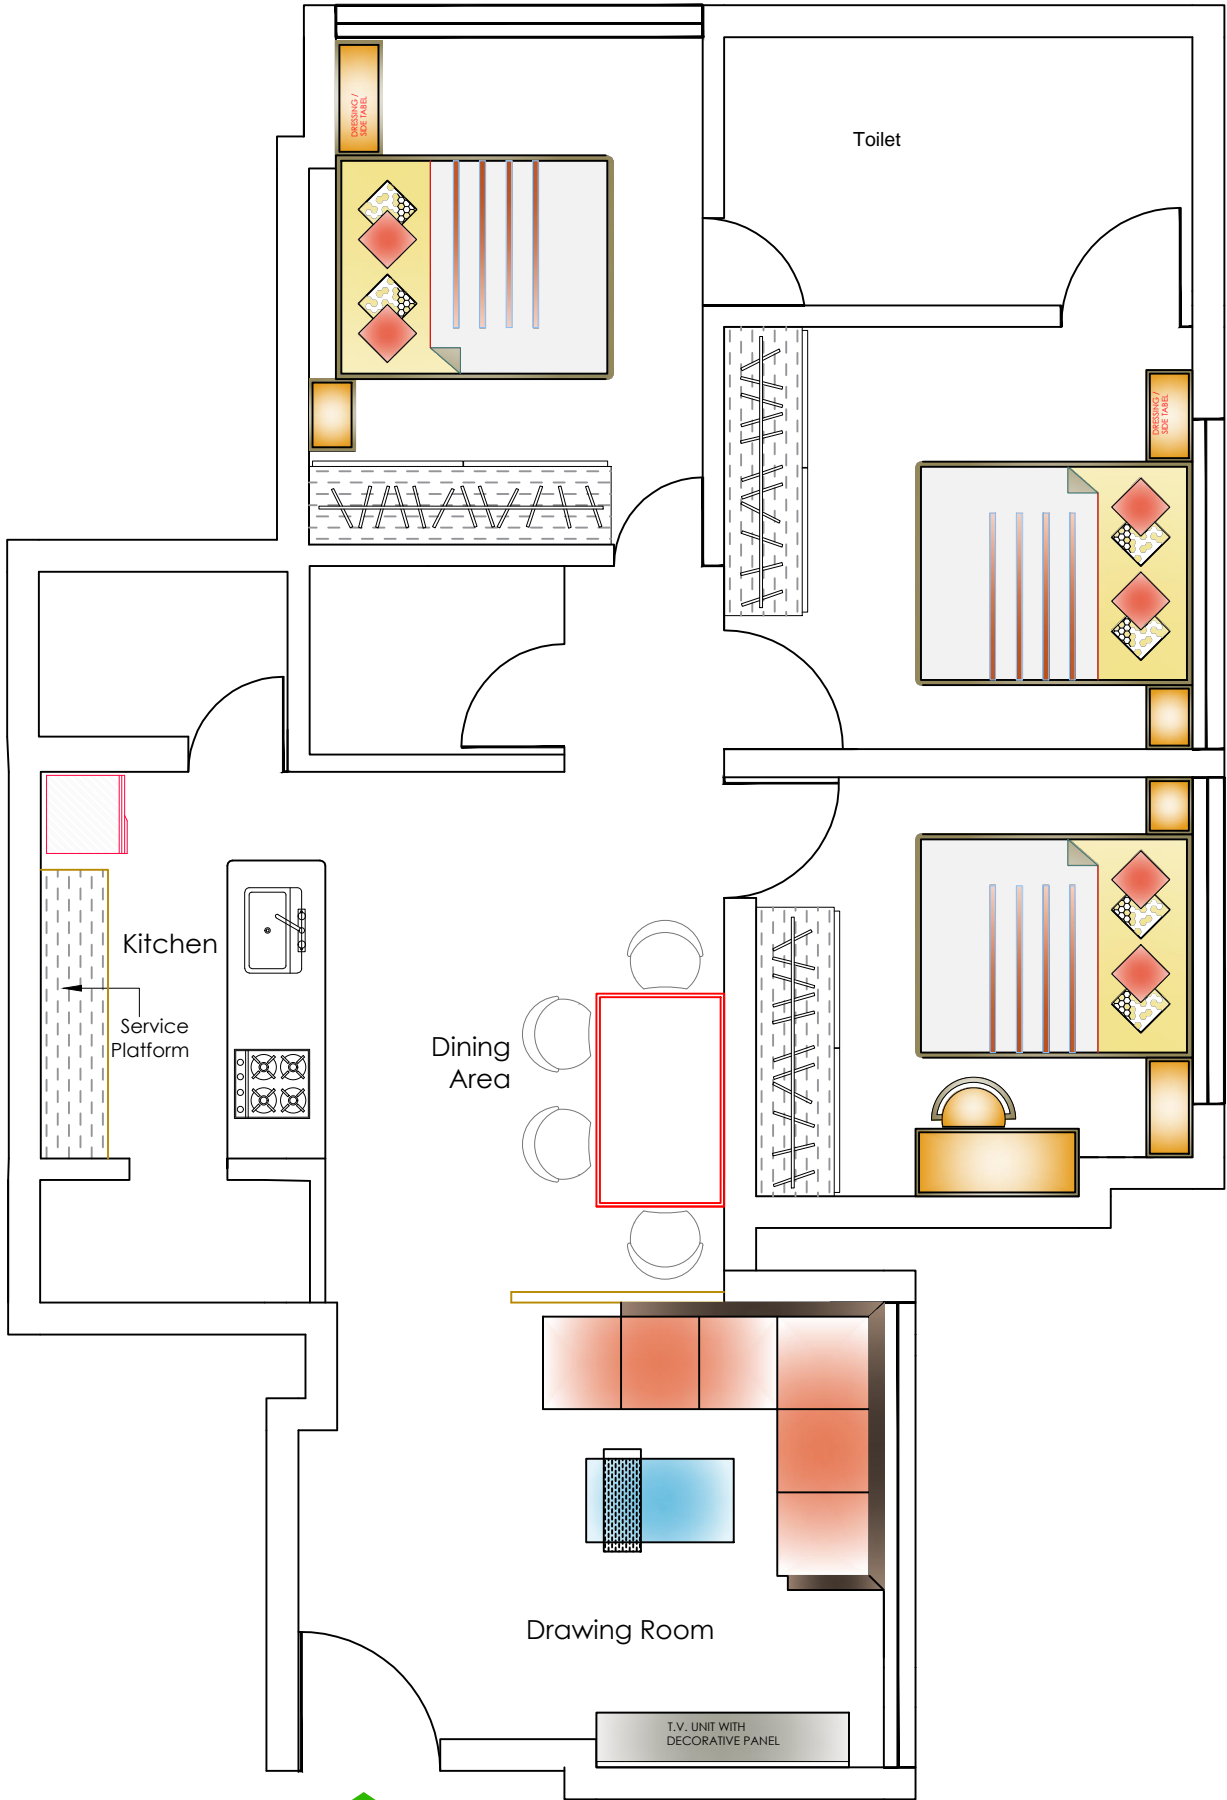 DRESSING /
SIDE TABEL
Toilet
DRESSING /
SIDE TABEL
Kitchen
Service
Platform
Dining
Area
Drawing Room
T.V. UNIT WITH
DECORATIVE PANEL